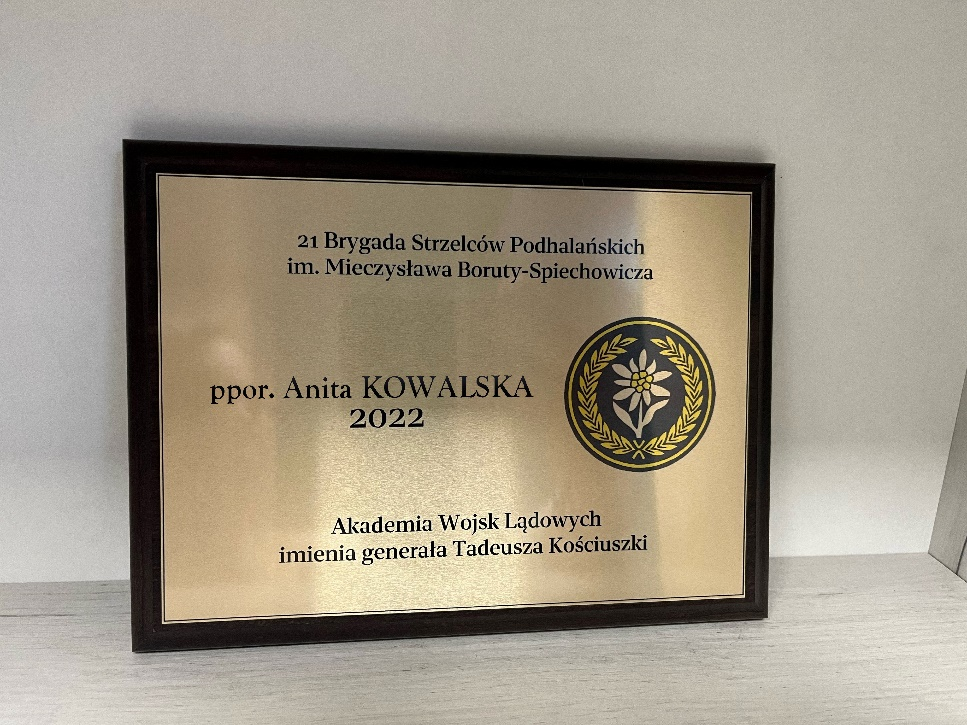 21 Brygada Strzelców Podhalańskich
im. Mieczysława Boruty-Spiechowicza
ppor. Anita KOWALSKA
2022
Akademia Wojsk Lądowych
imienia generała Tadeusza Kościuszki